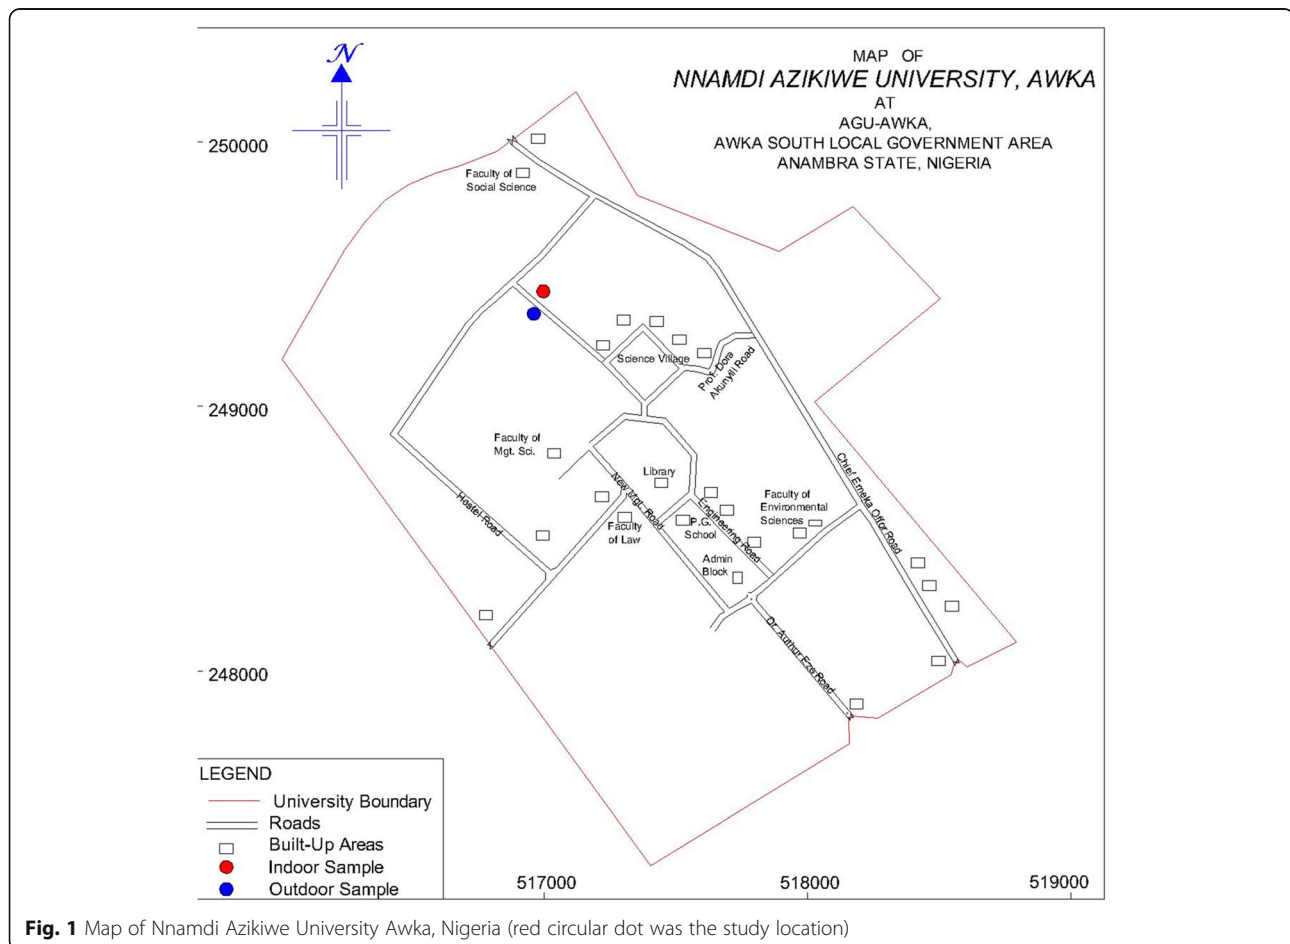 N
MAP OF
NNAMDI AZIKIWE UNIVERSITY, AWKA
AT
AGU-AWKA,
AWKA SOUTH LOCAL GOVERNMENT AREA
ANAMBRA STATE, NIGERIA
250000
249000
248000
Faculty of
Social Science
Science Village
Prof. Dora
Akunyili Road
Faculty of
Mgt. Sci.
Library
New Mgt. Road
Hostel Road
Faculty
of Law
P.G.
School
Engineering Road
Faculty of
Environmental
Sciences
Chief Emeka Offor Road
Admin
Block
Dr. Authur Eze Road
LEGEND
University Boundary
Roads
Built-Up Areas
Indoor Sample
Outdoor Sample
517000
518000
519000
Fig. 1 Map of Nnamdi Azikiwe University Awka, Nigeria (red circular dot was the study location)